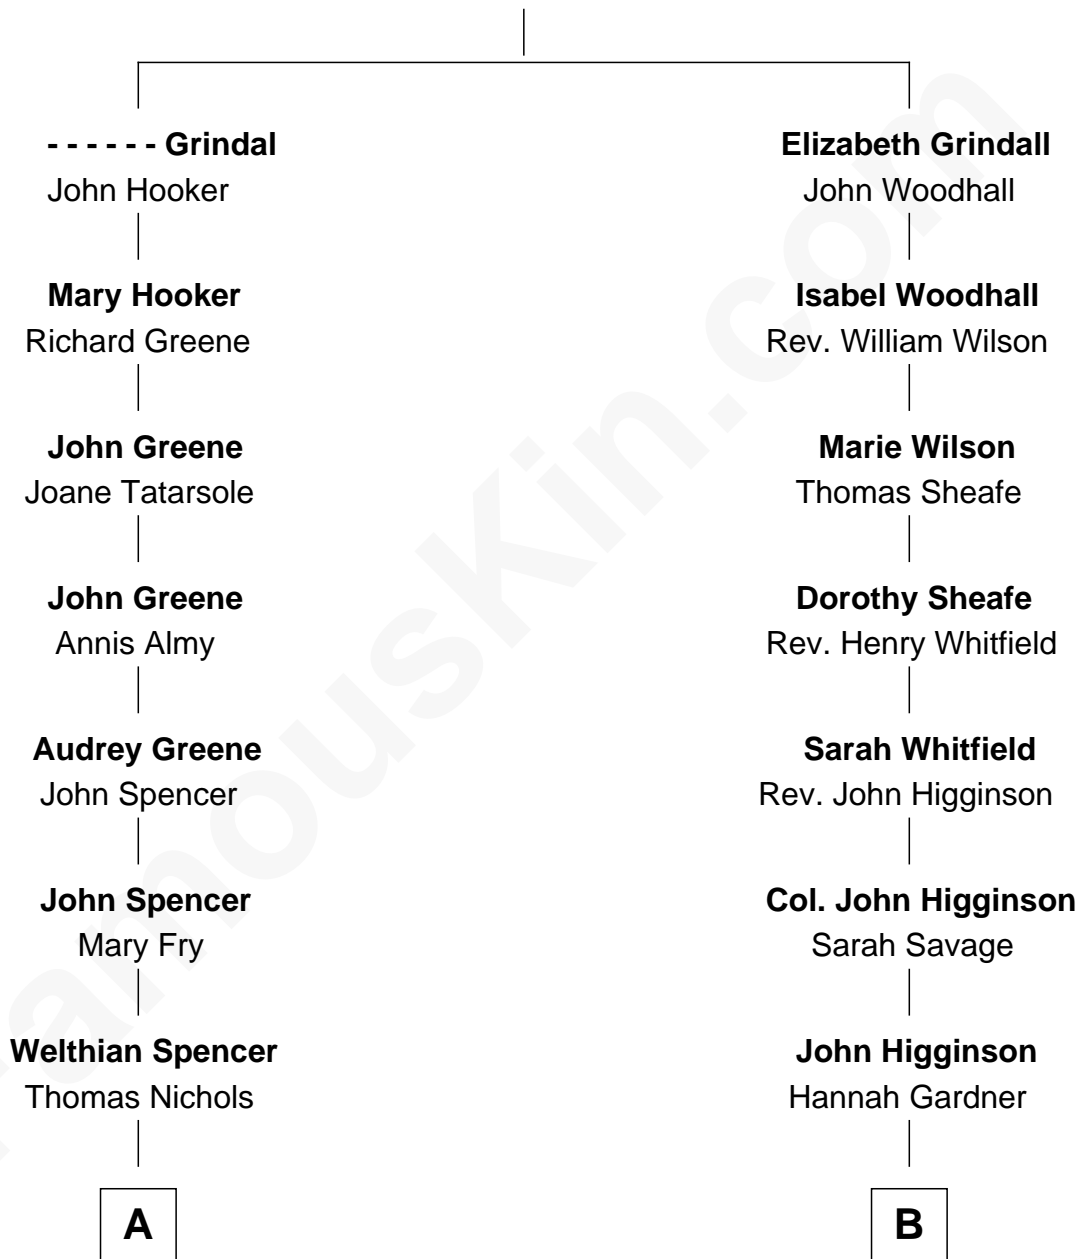 - - - - - - Grindal
John Hooker
Mary Hooker
Richard Greene
John Greene
Joane Tatarsole
John Greene
Annis Almy
Audrey Greene
John Spencer
John Spencer
Mary Fry
Welthian Spencer
Thomas Nichols
A
Elizabeth Grindall
John Woodhall
Isabel Woodhall
Rev. William Wilson
Marie Wilson
Thomas Sheafe
Dorothy Sheafe
Rev. Henry Whitfield
Sarah Whitfield
Rev. John Higginson
Col. John Higginson
Sarah Savage
John Higginson
Hannah Gardner
B
FamousKin.com